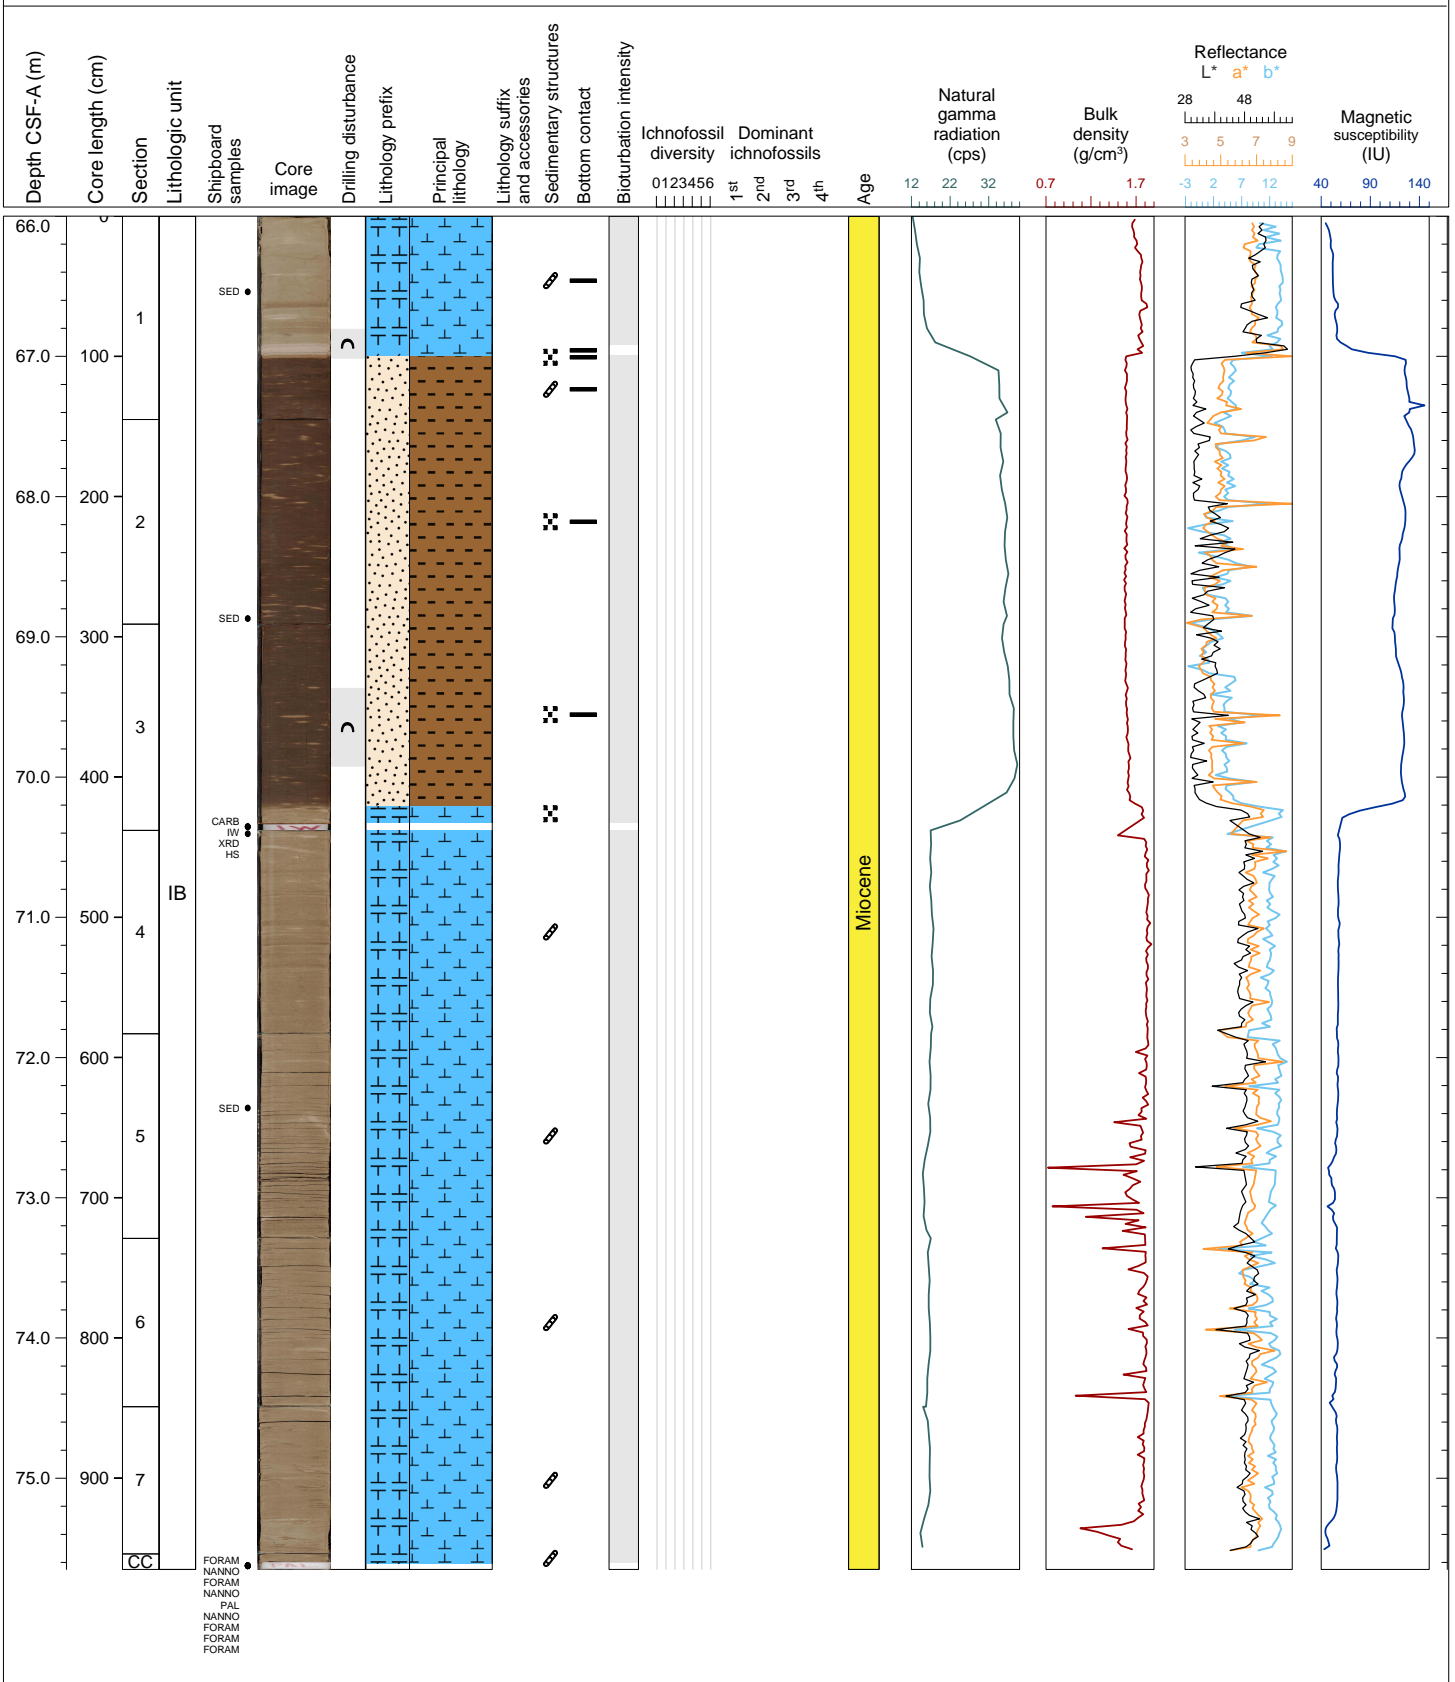 Depth CSF-A (m)
Core length (cm)
Section
Lithologic unit
Shipboard
samples
Core
image
Drilling disturbance
Lithology prefix
Principal
lithology
Lithology suffix
and accessories
Sedimentary structures
Bottom contact
Bioturbation intensity
Ichnofossil
diversity
0123456
Dominant
ichnofossils
1st 2nd 3rd 4th
Age
Natural
gamma
radiation
(cps)
12 22 32
Bulk
density
(g/cm³)
0.7 1.7
Reflectance
L* a* b*
28 48
3 5 7 9
-3 2 7 12
Magnetic
susceptibility
(IU)
40 90 140
66.0 0
SED
1
67.0 100
68.0 200
2
SED
69.0 300
3
70.0 400
CARB
IW
XRD
HS
IW
IB
Miocene
71.0 500
4
72.0 600
SED
5
73.0 700
6
74.0 800
75.0 900
7
CC
FORAM
NANNO
FORAM
NANNO
PAL
NANNO
FORAM
FORAM
FORAM
PAL